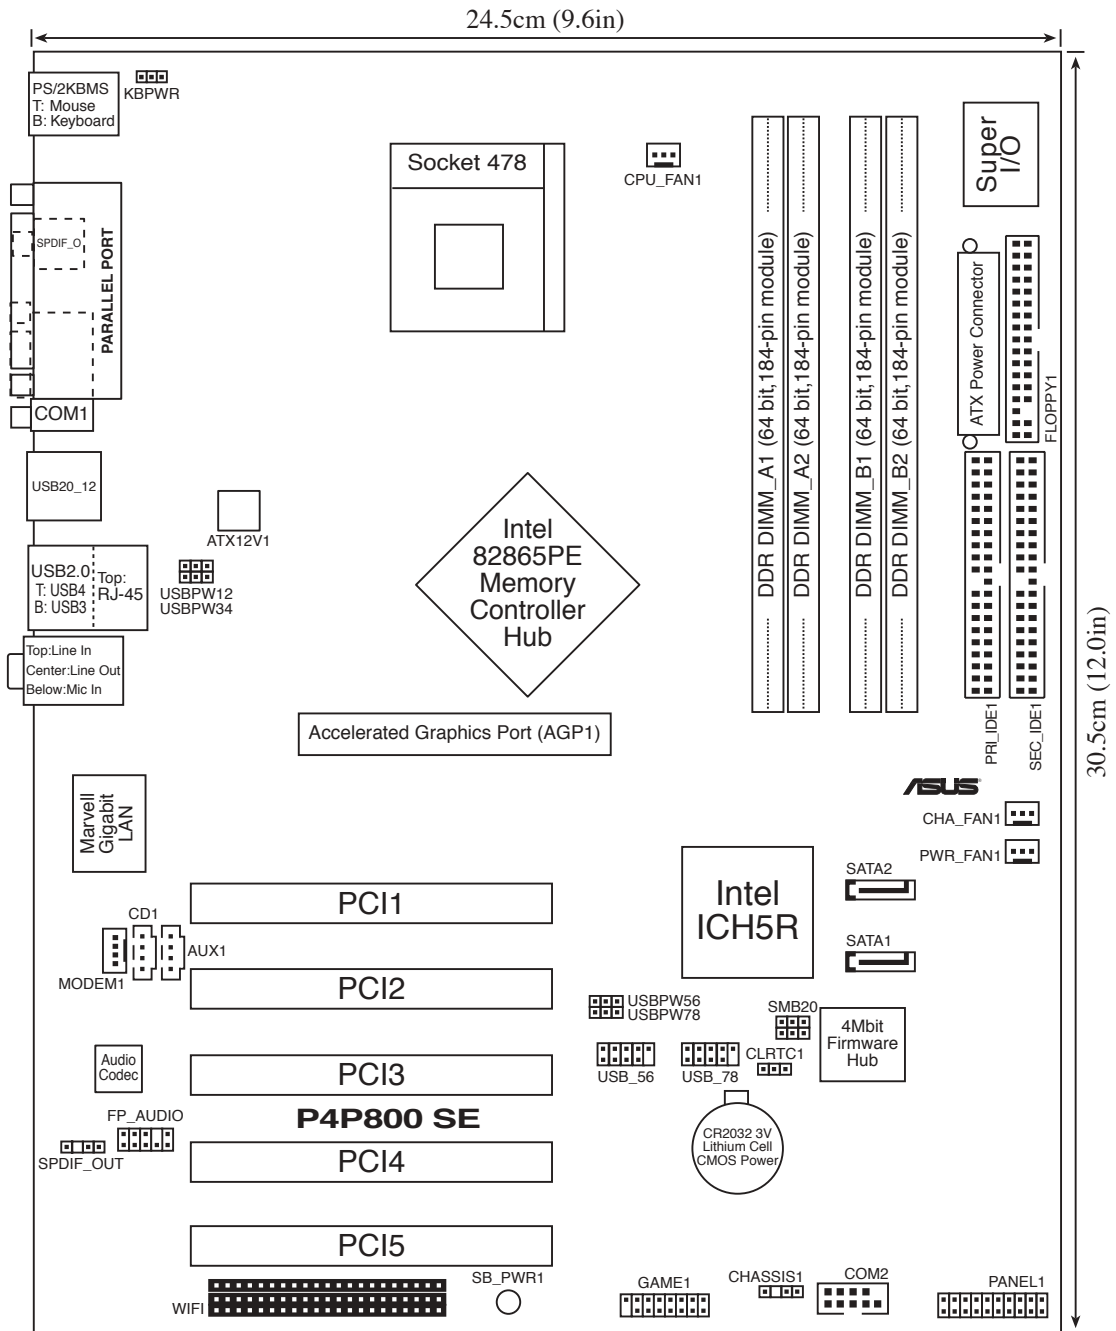 24.5cm (9.6in)
PS/2KBMS
T: Mouse
B: Keyboard
KBPWR
Socket 478
CPU_FAN1
Super
I/O
SPDIF_O
PARALLEL PORT
COM1
DDR DIMM_A1 (64 bit,184-pin module)
DDR DIMM_A2 (64 bit,184-pin module)
DDR DIMM_B1 (64 bit,184-pin module)
DDR DIMM_B2 (64 bit,184-pin module)
ATX Power Connector
FLOPPY1
USB20_12
ATX12V1
USB2.0
T: USB4
B: USB3
Top:
RJ-45
USBPW12
USBPW34
Intel
82865PE
Memory
Controller
Hub
Top:Line In
Center:Line Out
Below:Mic In
Accelerated Graphics Port (AGP1)
PRI_IDE1
SEC_IDE1
30.5cm (12.0in)
ASUS
Marvell
Gigabit
LAN
CHA_FAN1
PWR_FAN1
Intel
ICH5R
SATA2
SATA1
PCI1
CD1
AUX1
MODEM1
PCI2
USBPW56
USBPW78
SMB20
4Mbit
Firmware
Hub
CLRTC1
USB_56
USB_78
Audio
Codec
PCI3
P4P800 SE
FP_AUDIO
SPDIF_OUT
CR2032 3V
Lithium Cell
CMOS Power
PCI4
PCI5
SB_PWR1
WIFI
GAME1
CHASSIS1
COM2
PANEL1